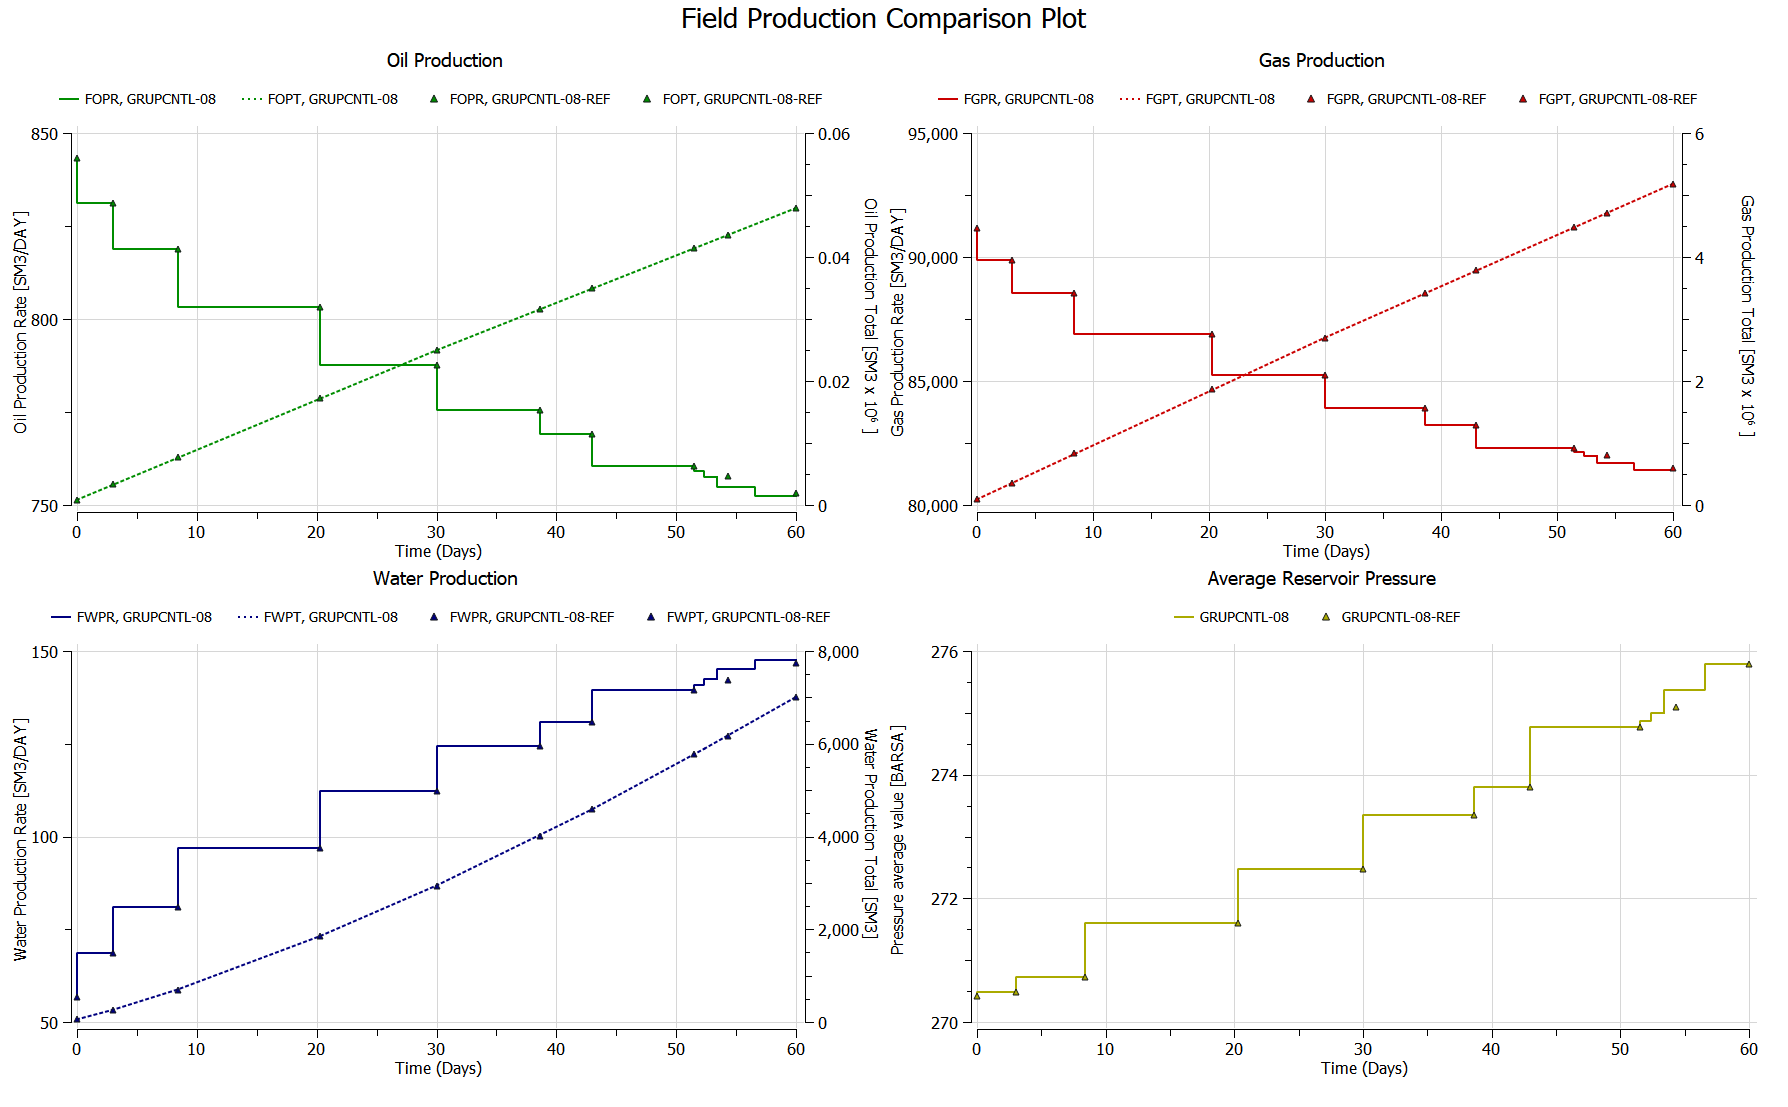 Field Production Comparison Plot
Oil Production
FOPR, GRUPCNTL-08 FOPT, GRUPCNTL-08 FOPR, GRUPCNTL-08-REF FOPT, GRUPCNTL-08-REF
850
800
750
Oil Production Rate [SM3/DAY]
0.06
0.04
0.02
0
Oil Production Total [SM3 x 10⁶ ]
0 10 20 30 40 50 60
Time (Days)
Gas Production
FGPR, GRUPCNTL-08 FGPT, GRUPCNTL-08 FGPR, GRUPCNTL-08-REF FGPT, GRUPCNTL-08-REF
95,000
90,000
85,000
80,000
Gas Production Rate [SM3/DAY]
6
4
2
0
Gas Production Total [SM3 x 10⁶ ]
0 10 20 30 40 50 60
Time (Days)
Water Production
FWPR, GRUPCNTL-08 FWPT, GRUPCNTL-08 FWPR, GRUPCNTL-08-REF FWPT, GRUPCNTL-08-REF
150
100
50
Water Production Rate [SM3/DAY]
8,000
6,000
4,000
2,000
0
Water Production Total [SM3]
0 10 20 30 40 50 60
Time (Days)
Average Reservoir Pressure
GRUPCNTL-08 GRUPCNTL-08-REF
276
274
272
270
Pressure average value [BARSA]
0 10 20 30 40 50 60
Time (Days)